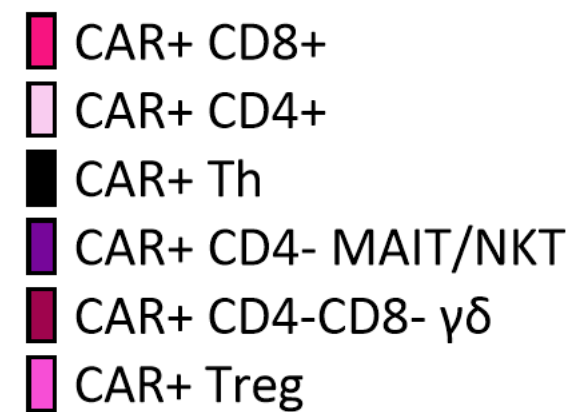 CAR+ CD8+
CAR+ CD4+
CAR+ Th
CAR+ CD4- MAIT/NKT
CAR+ CD4-CD8- γδ
CAR+ Treg